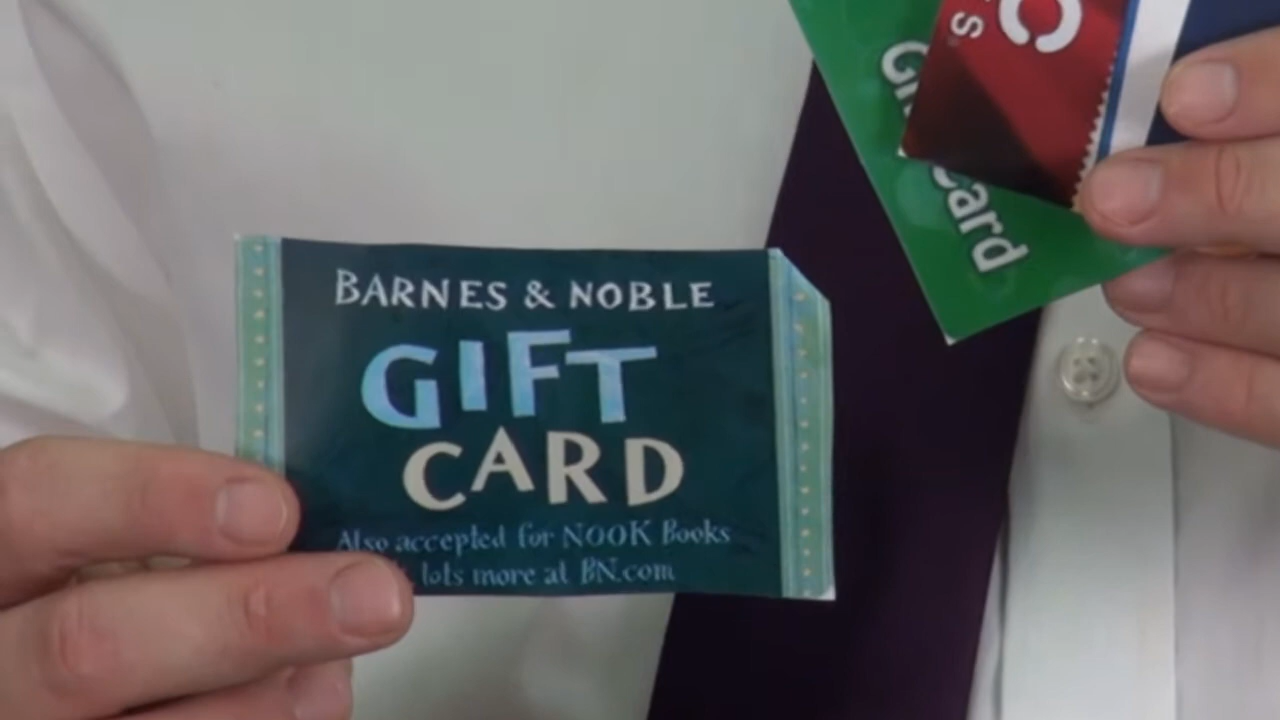 BARNES & NOBLE
GIFT
CARD
Also accepted for NOOK Books
lots more at BN.com
Card
C
s